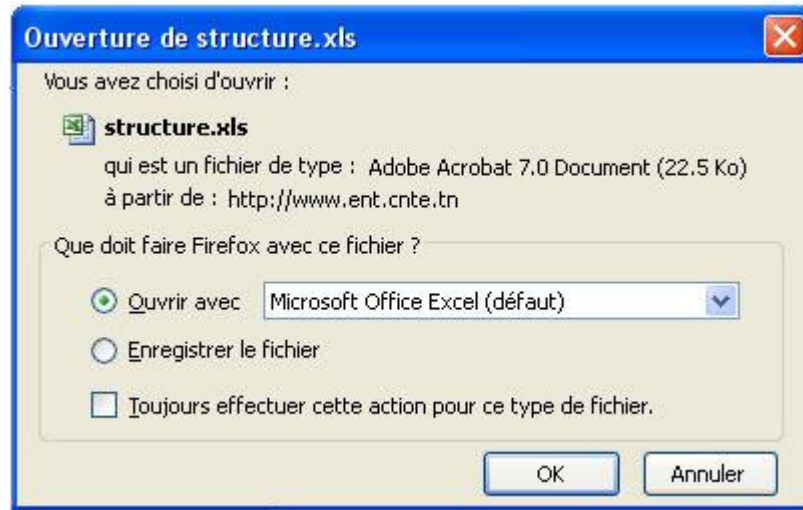 Ouverture de structure.xls
Vous avez choisi d'ouvrir :
structure.xls
qui est un fichier de type : Adobe Acrobat 7.0 Document (22.5 Ko)
à partir de : http://www.ent.cnte.tn
Que doit faire Firefox avec ce fichier ?
Ouvrir avec Microsoft Office Excel (défaut)
Enregistrer le fichier
Toujours effectuer cette action pour ce type de fichier.
OK Annuler